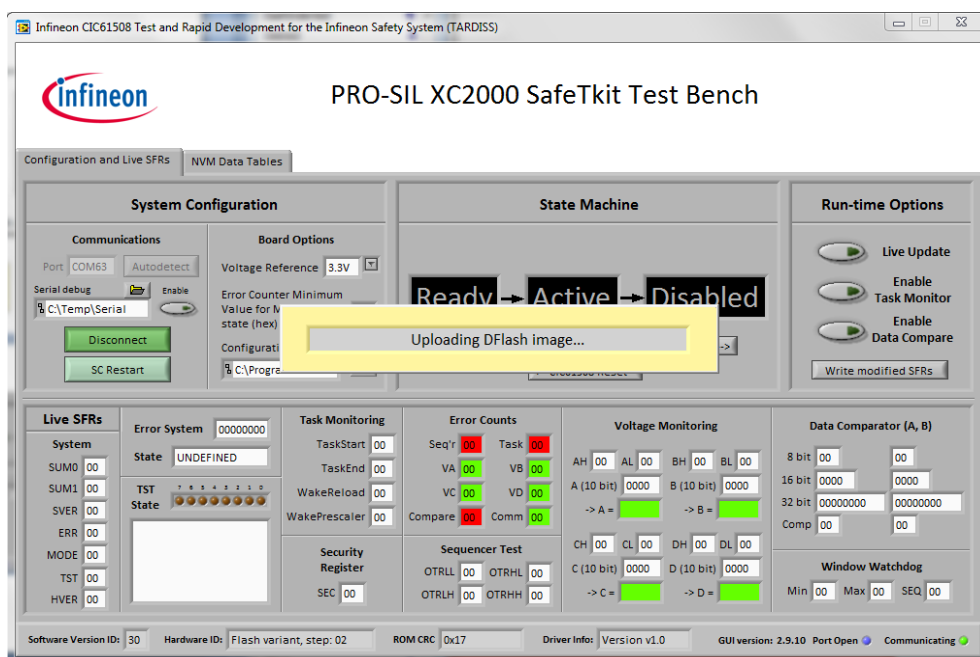 Infineon CIC61508 Test and Rapid Development for the Infineon Safety System (TARDISS)
infineon
PRO-SIL XC2000 SafeTkit Test Bench
Configuration and Live SFRs NVM Data Tables
System Configuration
Communications
Port COM63 Autodetect
Serial debug Enable
C:\Temp\Serial
Disconnect
SC Restart
Board Options
Voltage Reference 3.3V
Error Counter Minimum
Value for
state (hex)
C:\Progra
State Machine
Ready Active Disabled
->
Uploading DFlash image...
Run-time Options
Live Update
Enable
Task Monitor
Enable
Data Compare
Write modified SFRs
Live SFRs
System
SUM0 00
SUM1 00
SVER 00
ERR 00
MODE 00
TST 00
HVER 00
Error System 00000000
State UNDEFINED
TST
State
7 6 5 4 3 2 1 0
Task Monitoring
TaskStart 00
TaskEnd 00
WakeReload 00
WakePrescaler 00
Security
Register
SEC 00
Error Counts
Seq'r 00 Task 00
VA 00 VB 00
VC 00 VD 00
Compare 00 Comm 00
Sequencer Test
OTRLL 00 OTRHL 00
OTRLH 00 OTRHH 00
Voltage Monitoring
AH 00 AL 00 BH 00 BL 00
A (10 bit) 0000 B (10 bit) 0000
-> A = -> B =
CH 00 CL 00 DH 00 DL 00
C (10 bit) 0000 D (10 bit) 0000
-> C = -> D =
Data Comparator (A, B)
8 bit 00 00
16 bit 0000 0000
32 bit 00000000 00000000
Comp 00 00
Window Watchdog
Min 00 Max 00 SEQ 00
Software Version ID: 30 Hardware ID: Flash variant, step: 02 ROM CRC 0x17 Driver Info: Version v1.0 GUI version: 2.9.10 Port Open Communicating